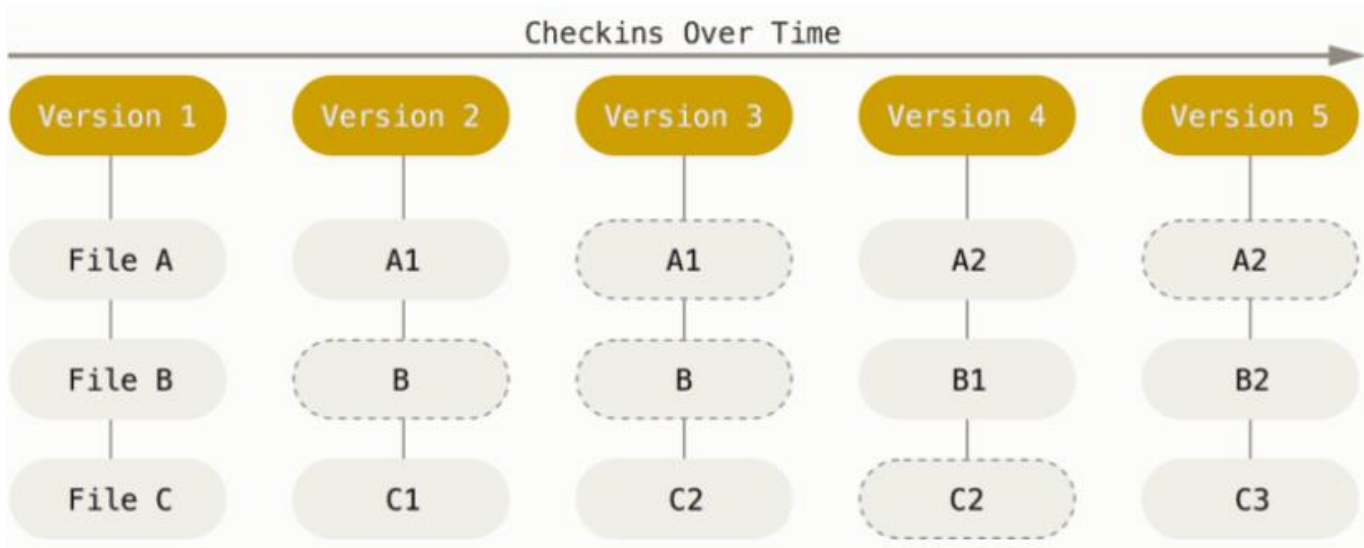 Checkins Over Time
Version 1 Version 2 Version 3 Version 4 Version 5
File A A1 A1 A2 A2
File B B B B1 B2
File C C1 C2 C2 C3